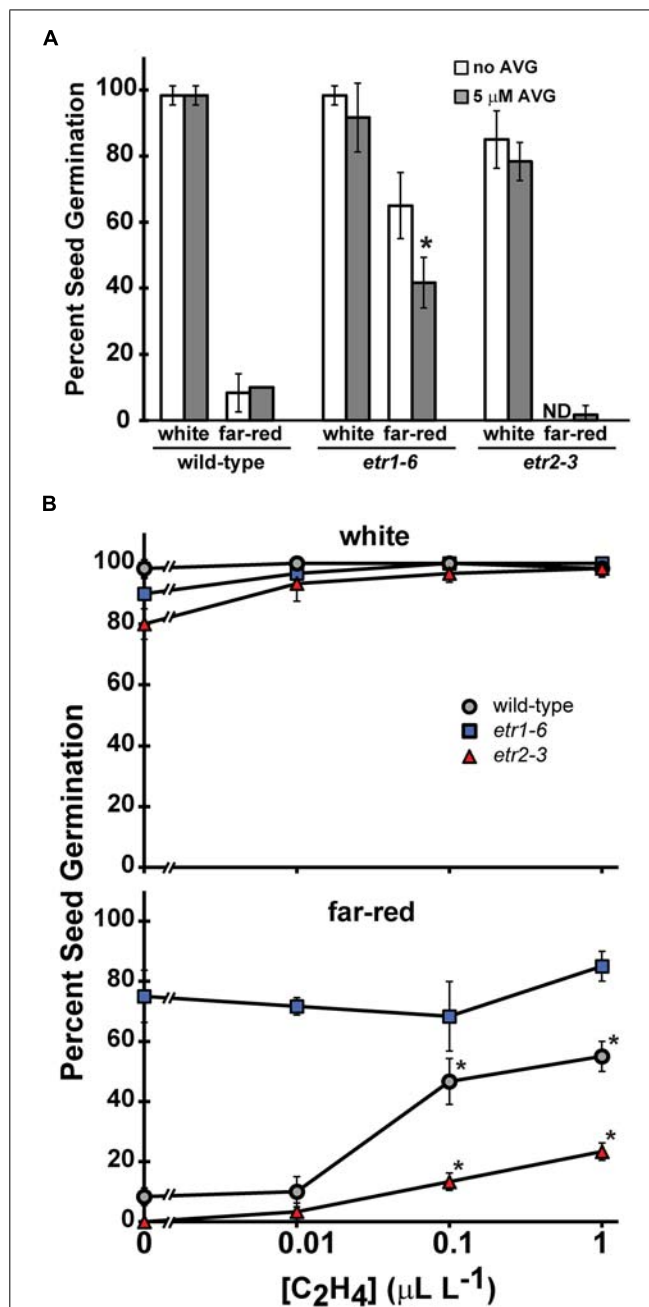 A
Percent Seed Germination
100
80
60
40
20
0
no AVG
5 μM AVG
*
ND
white far-red white far-red white far-red
wild-type etr1-6 etr2-3
B
Percent Seed Germination
white
100
80
60
40
20
0
wild-type
etr1-6
etr2-3
far-red
100
80
60
40
20
0
*
*
*
*
0 0.01 0.1 1
[C₂H₄] (μL L⁻¹)